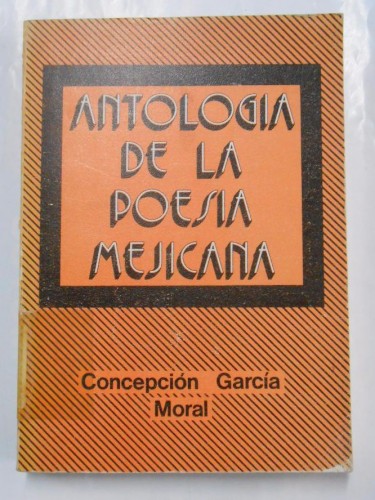 ANTOLOGIA
DE LA
POESIA
MEJICANA
Concepción García
Moral